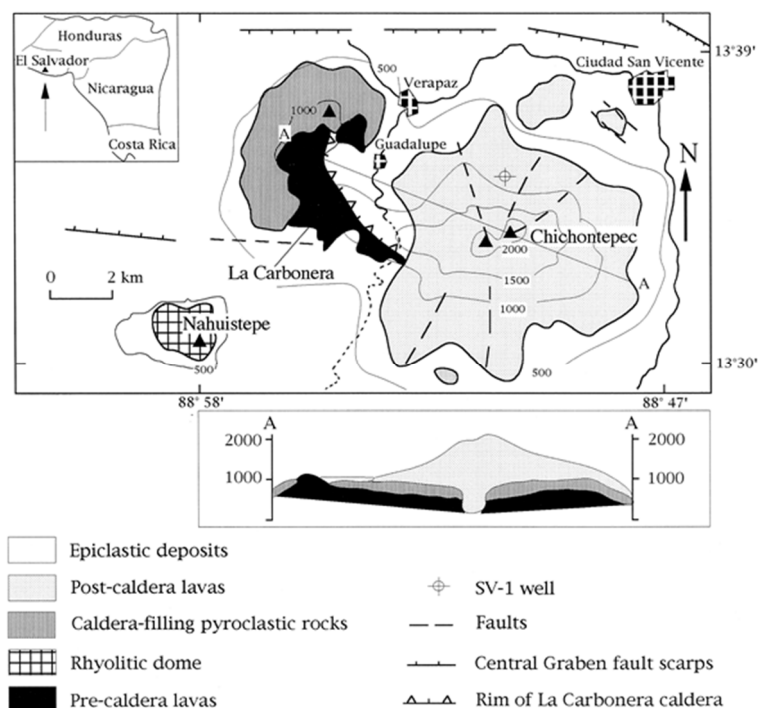 Honduras
El Salvador
Nicaragua
Costa Rica
13°39'
Ciudad San Vicente
500
Verapaz
1000
A
Guadalupe
N
Chichontepec
2000
La Carbonera
0 2 km
1500
A
1000
Nahuistepe
500
500
13°30'
88° 58'
88° 47'
A
A
2000
2000
1000
1000
Epiclastic deposits
Post-caldera lavas
SV-1 well
Caldera-filling pyroclastic rocks
Faults
Rhyolitic dome
Central Graben fault scarps
Pre-caldera lavas
Rim of La Carbonera caldera